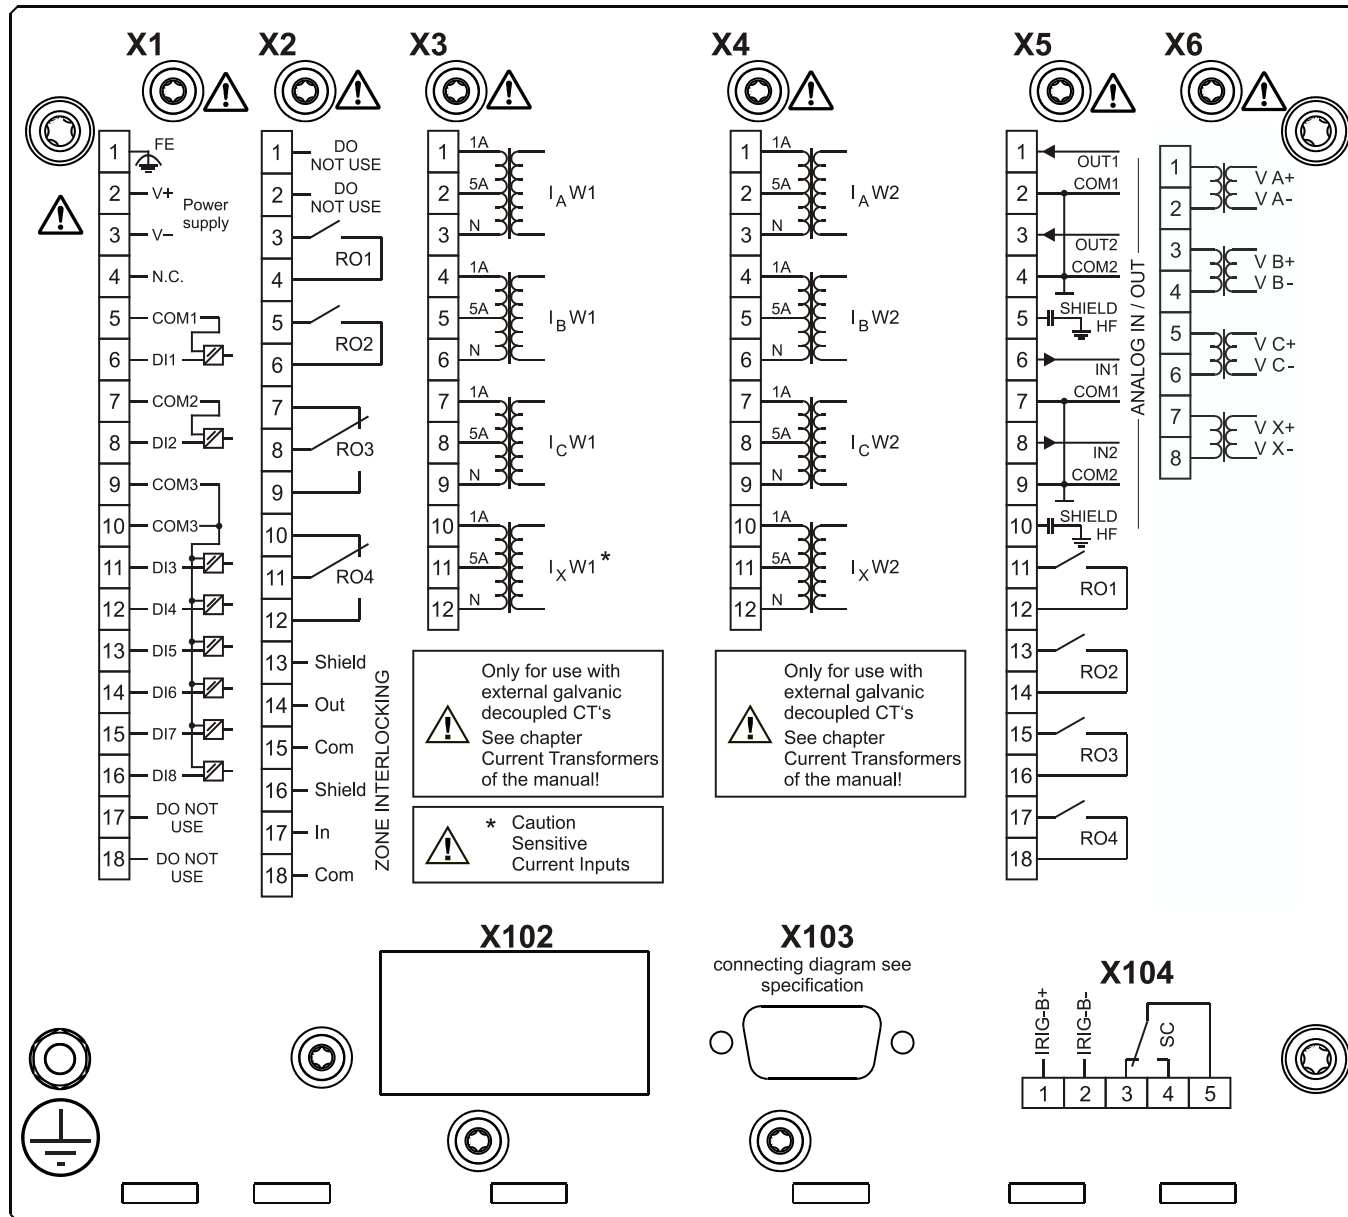 X1
1
FE
2
V+
Power
supply
3
V–
4
N.C.
5
COM1
6
DI1
7
COM2
8
DI2
9
COM3
10
COM3
11
DI3
12
DI4
13
DI5
14
DI6
15
DI7
16
DI8
17
DO NOT
USE
18
DO NOT
USE
X2
1
DO
NOT USE
2
DO
NOT USE
3
RO1
4
5
RO2
6
7
8
RO3
9
10
11
RO4
12
13
Shield
14
Out
15
Com
16
Shield
17
In
18
Com
ZONE INTERLOCKING
X3
1
1A
2
5A
IA W1
3
N
4
1A
5
5A
IB W1
6
N
7
1A
8
5A
IC W1
9
N
10
1A
11
5A
IX W1*
12
N
Only for use with
external galvanic
decoupled CT‘s
See chapter
Current Transformers
of the manual!
* Caution
Sensitive
Current Inputs
X4
1
1A
2
5A
IA W2
3
N
4
1A
5
5A
IB W2
6
N
7
1A
8
5A
IC W2
9
N
10
1A
11
5A
IX W2
12
N
Only for use with
external galvanic
decoupled CT‘s
See chapter
Current Transformers
of the manual!
X5
1
OUT1
2
COM1
3
OUT2
4
COM2
5
SHIELD
HF
6
IN1
7
COM1
8
IN2
9
COM2
10
SHIELD
HF
ANALOG IN / OUT
11
RO1
12
13
RO2
14
15
RO3
16
17
RO4
18
X6
1
V A+
2
V A-
3
V B+
4
V B-
5
V C+
6
V C-
7
V X+
8
V X-
X102
X103
connecting diagram see
specification
X104
IRIG-B+
IRIG-B-
SC
1 2 3 4 5